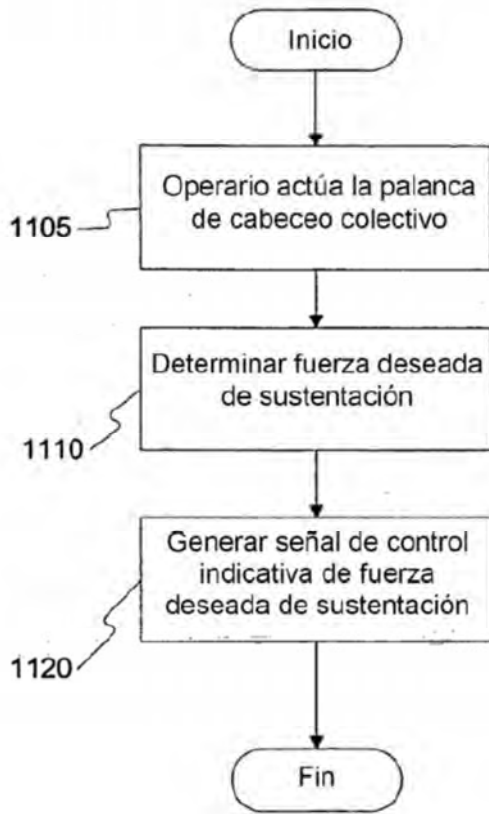 Inicio
Operario actúa la palanca
de cabeceo colectivo
1105
Determinar fuerza deseada
de sustentación
1110
Generar señal de control
indicativa de fuerza
deseada de sustentación
1120
Fin